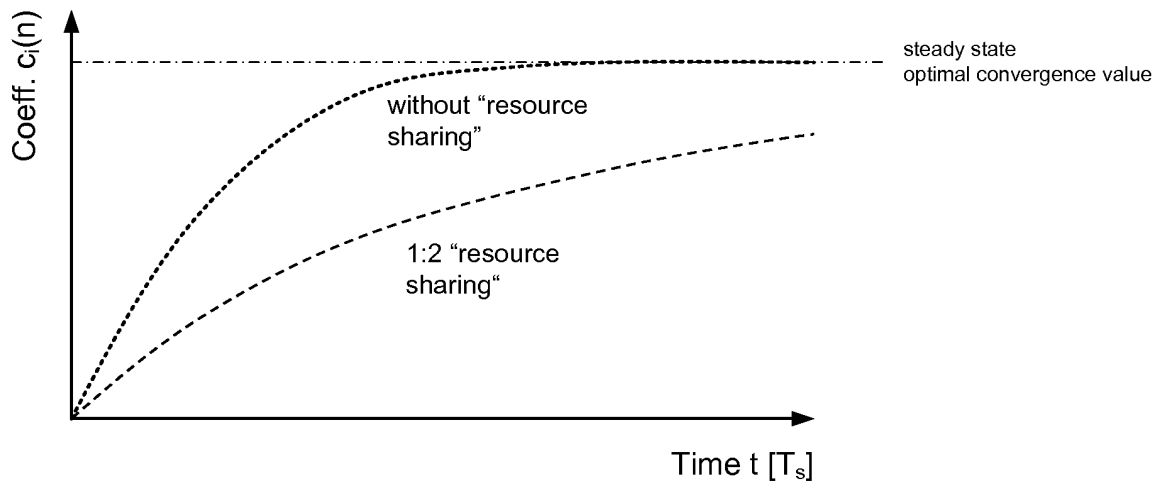 Coeff. cᵢ(n)
steady state
optimal convergence value
without “resource
sharing”
1:2 “resource
sharing“
Time t [Tₛ]